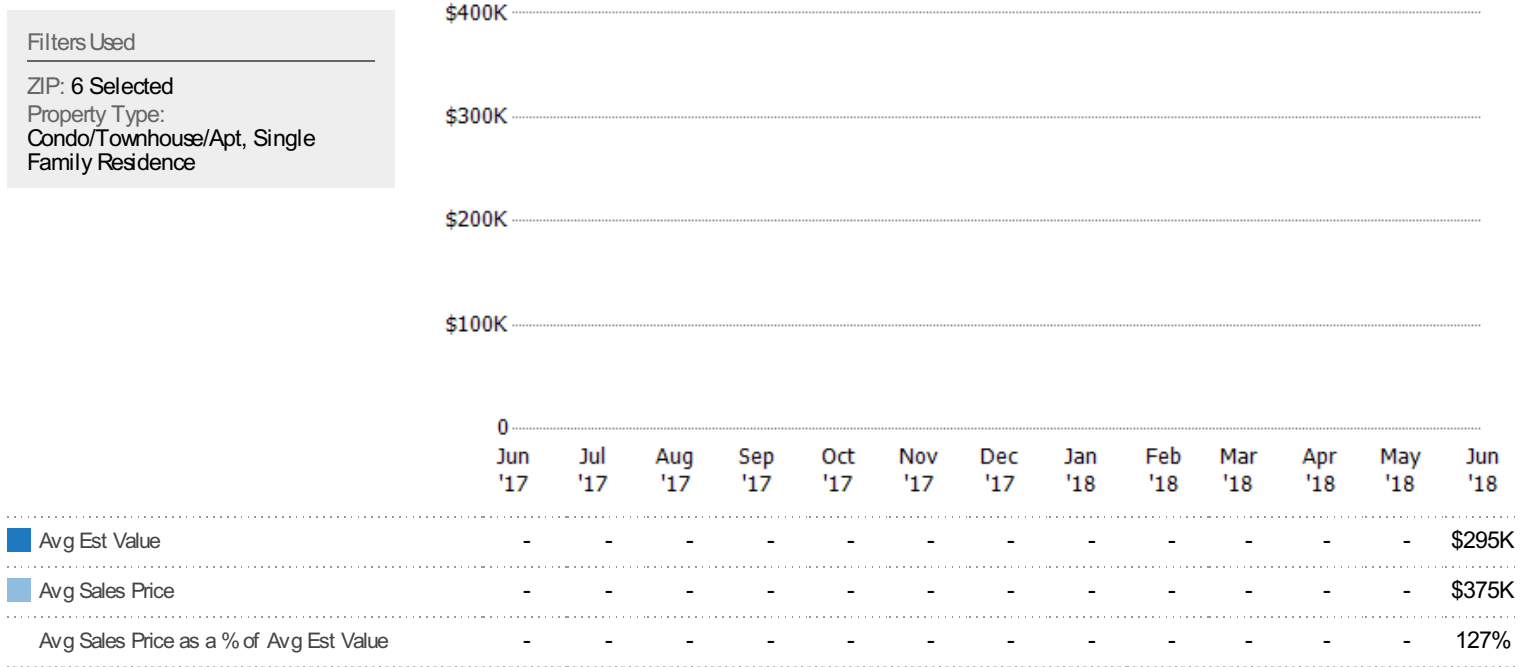 Filters Used
ZIP: 6 Selected
Property Type:
Condo/Townhouse/Apt, Single
Family Residence
$400K
$300K
$200K
$100K
0
Jun Jul Aug Sep Oct Nov Dec Jan Feb Mar Apr May Jun
'17 '17 '17 '17 '17 '17 '17 '18 '18 '18 '18 '18 '18
Avg Est Value - - - - - - - - - - - - $295K
Avg Sales Price - - - - - - - - - - - - $375K
Avg Sales Price as a % of Avg Est Value - - - - - - - - - - - - 127%